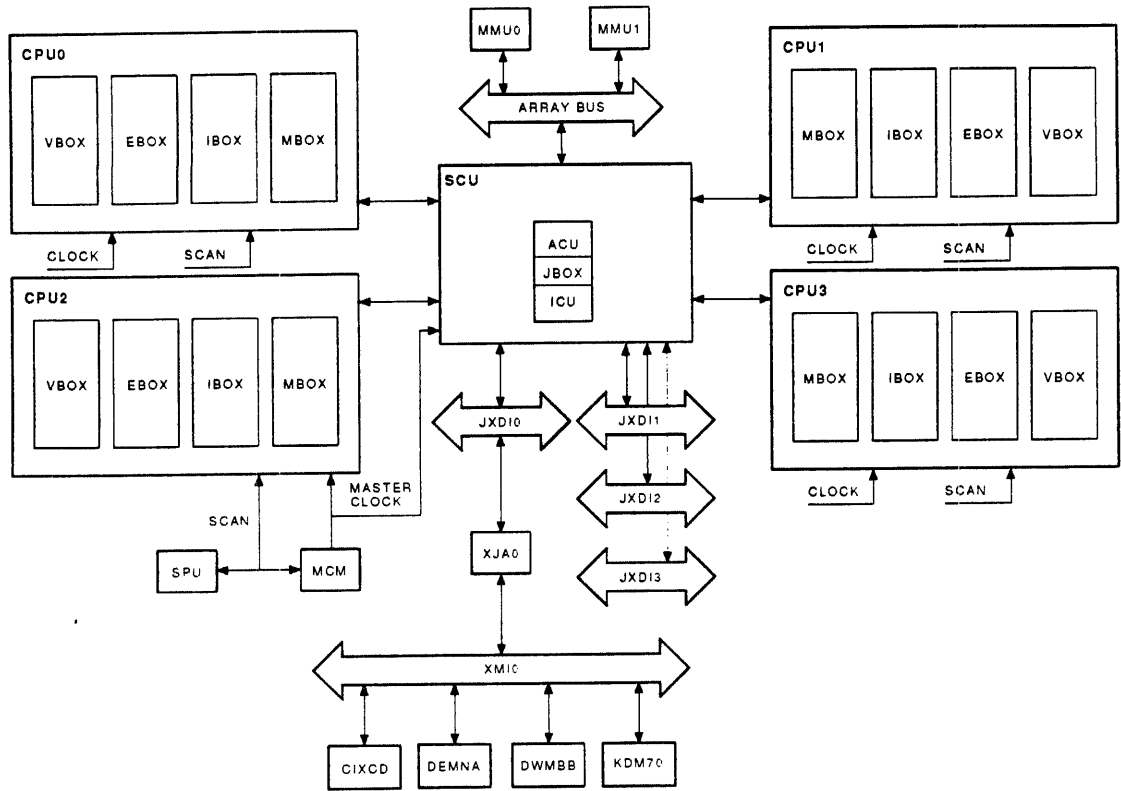 MMU0
MMU1
ARRAY BUS
CPU0
VBOX
EBOX
IBOX
MBOX
CLOCK
SCAN
SCU
ACU
JBOX
ICU
CPU1
MBOX
IBOX
EBOX
VBOX
CLOCK
SCAN
CPU2
VBOX
EBOX
IBOX
MBOX
CPU3
MBOX
IBOX
EBOX
VBOX
CLOCK
SCAN
SCAN
MASTER
CLOCK
SPU
MCM
JXDI0
JXDI1
JXDI2
JXDI3
XJA0
XMI0
CIXCD
DEMNA
DWMBB
KDM70